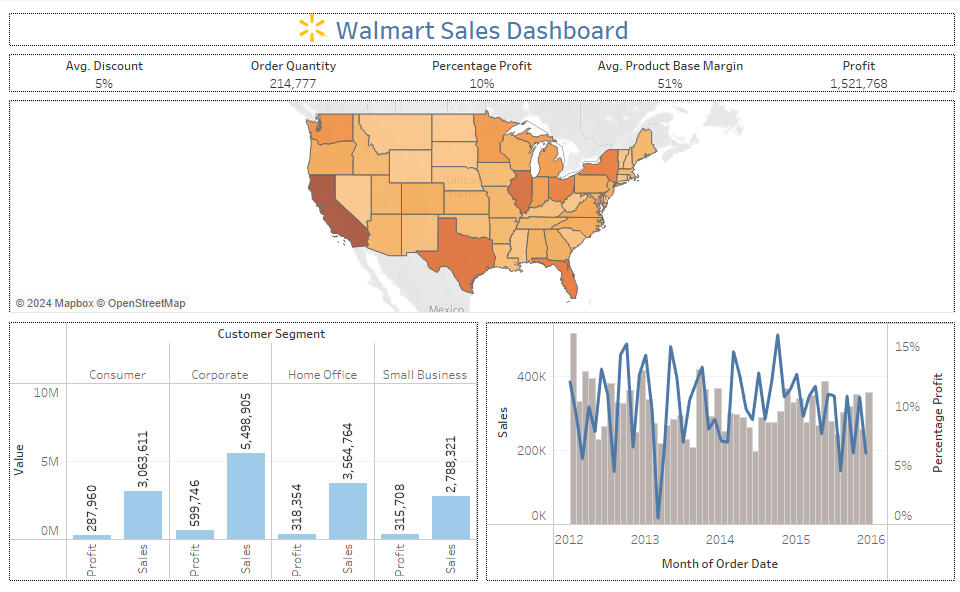 Walmart Sales Dashboard
Avg. Discount Order Quantity Percentage Profit Avg. Product Base Margin Profit
5% 214,777 10% 51% 1,521,768
United
States
Mexico
© 2024 Mapbox © OpenStreetMap
Customer Segment
Consumer Corporate Home Office Small Business
Value
10M
5M
0M
287,960
3,063,611
599,746
5,498,905
318,354
3,564,764
315,708
2,788,321
Profit Sales Profit Sales Profit Sales Profit Sales
Sales
400K
200K
0K
15%
10%
5%
0%
Percentage Profit
2012 2013 2014 2015 2016
Month of Order Date